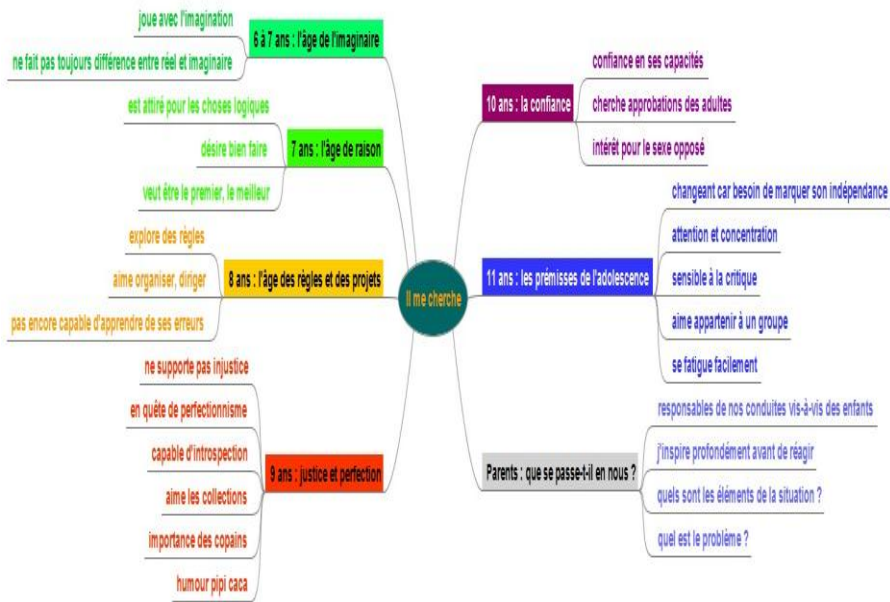 Il me cherche
6 à 7 ans : l'âge de l'imaginaire
joue avec l'imagination
ne fait pas toujours différence entre réel et imaginaire
7 ans : l'âge de raison
est attiré pour les choses logiques
désire bien faire
veut être le premier, le meilleur
8 ans : l'âge des règles et des projets
explore des règles
aime organiser, diriger
pas encore capable d'apprendre de ses erreurs
9 ans : justice et perfection
ne supporte pas injustice
en quête de perfectionnisme
capable d'introspection
aime les collections
importance des copains
humour pipi caca
10 ans : la confiance
confiance en ses capacités
cherche approbations des adultes
intérêt pour le sexe opposé
11 ans : les prémisses de l'adolescence
changeant car besoin de marquer son indépendance
attention et concentration
sensible à la critique
aime appartenir à un groupe
se fatigue facilement
Parents : que se passe-t-il en nous ?
responsables de nos conduites vis-à-vis des enfants
j'inspire profondément avant de réagir
quels sont les éléments de la situation ?
quel est le problème ?